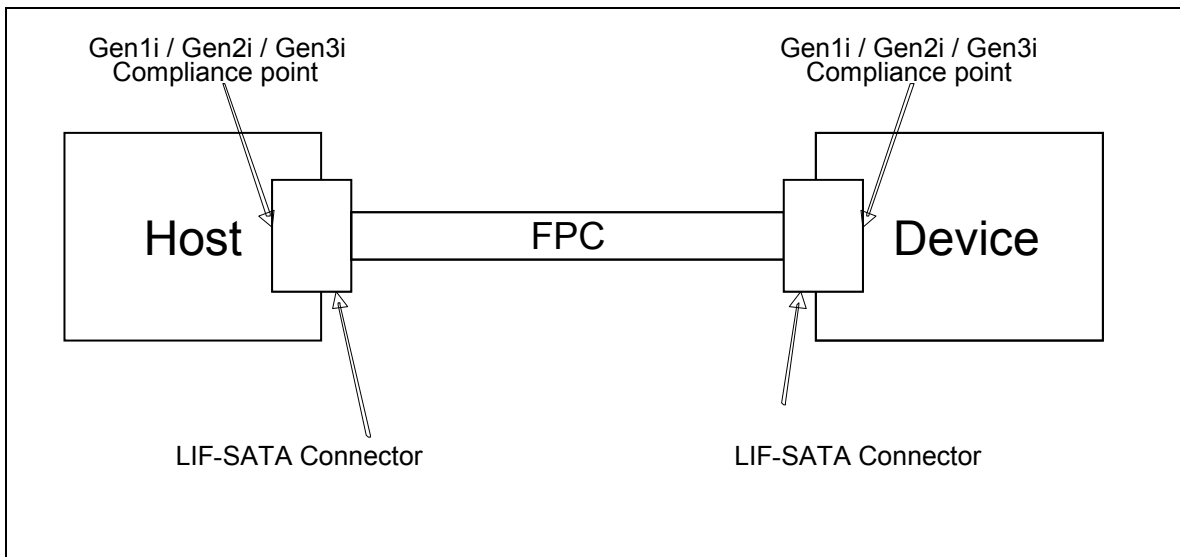 Gen1i / Gen2i / Gen3i
Compliance point
Gen1i / Gen2i / Gen3i
Compliance point
Host
FPC
Device
LIF-SATA Connector
LIF-SATA Connector